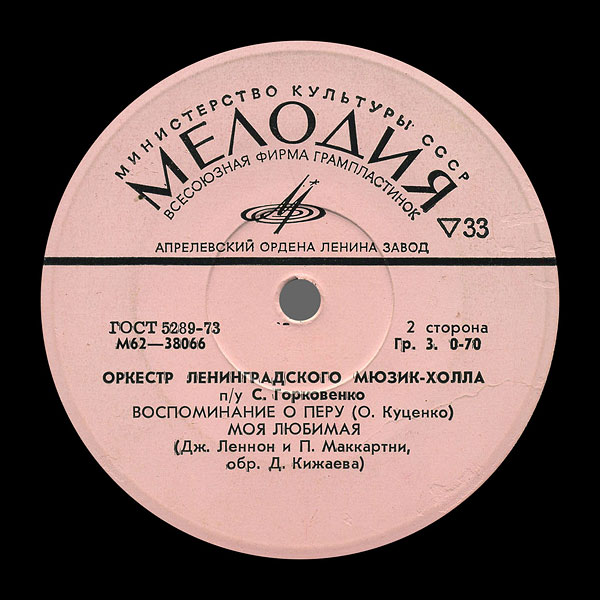 МИНИСТЕРСТВО КУЛЬТУРЫ СССР
МЕЛОДИЯ
ВСЕСОЮЗНАЯ ФИРМА ГРАМПЛАСТИНОК
▽33
АПРЕЛЕВСКИЙ ОРДЕНА ЛЕНИНА ЗАВОД
ГОСТ 5289-73
2 сторона
М62—38066
Гр. 3. 0-70
ОРКЕСТР ЛЕНИНГРАДСКОГО МЮЗИК-ХОЛЛА
п/у С. Горковенко
ВОСПОМИНАНИЕ О ПЕРУ (О. Куценко)
МОЯ ЛЮБИМАЯ
(Дж. Леннон и П. Маккартни,
обр. Д. Кижаева)